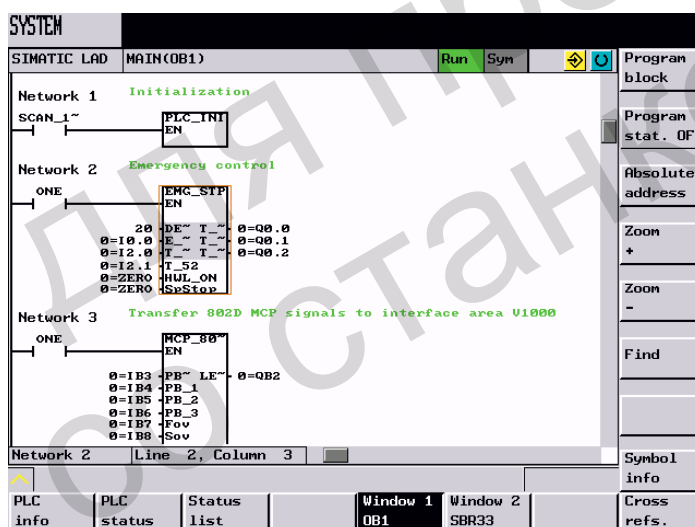 SYSTEM
SIMATIC LAD MAIN(OB1) Run Sym
Program block
Network 1 Initialization
SCAN_1~ PLC_INI
EN
Program stat. OF
Network 2 Emergency control
ONE EMG_STP
EN
Absolute address
20 DE~ T_~ 0=Q0.0
0=I0.0 E_~ T_~ 0=Q0.1
0=I2.0 T_~ T_~ 0=Q0.2
0=I2.1 T_52
0=ZERO HWL_ON
0=ZERO SpStop
Zoom +
Zoom -
Network 3 Transfer 802D MCP signals to interface area V1000
ONE MCP_80~
EN
Find
0=IB3 PB~ LE~ 0=QB2
0=IB4 PB_1
0=IB5 PB_2
0=IB6 PB_3
0=IB7 Fov
0=IB8 Sov
Network 2 Line 2, Column 3
Symbol info
PLC info
PLC status
Status list
Window 1 OB1
Window 2 SBR33
Cross refs.
для
со станк